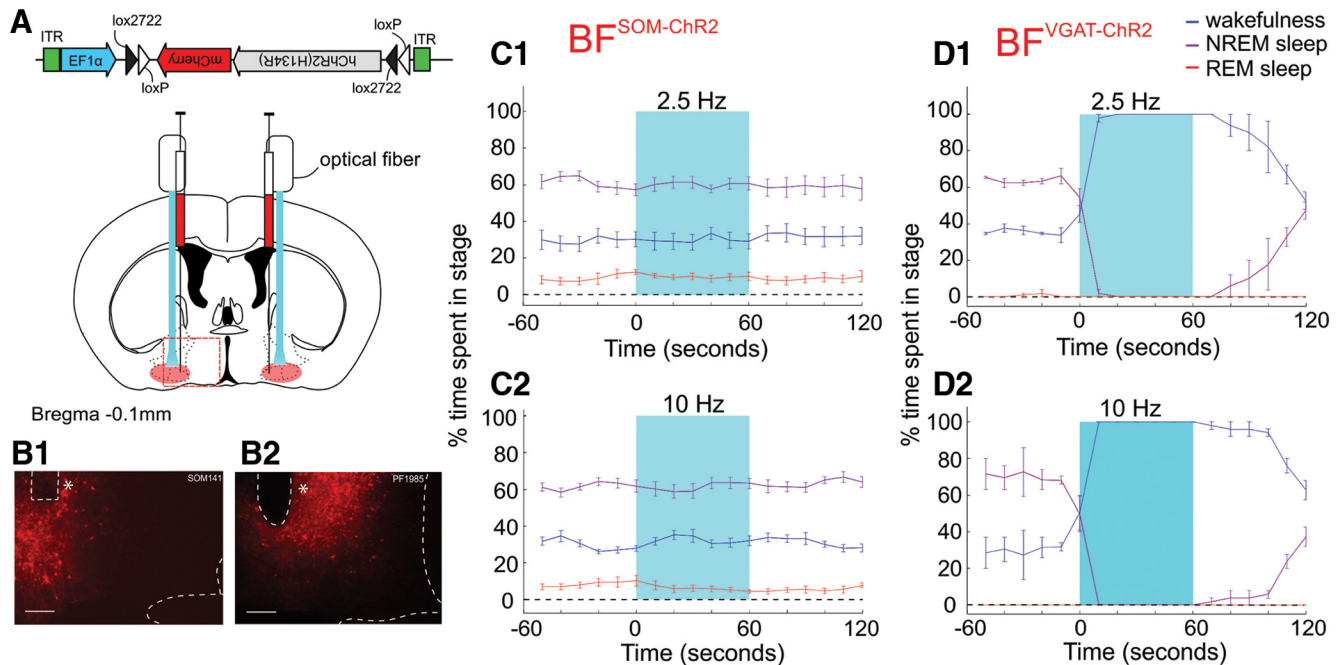 A
lox2722
ITR
EF1α
loxP
mCherry
hChR2(H134R)
lox2722
loxP
ITR
optical fiber
Bregma -0.1mm
B1
SOM141
*
B2
PF1985
*
C1
BF SOM-ChR2
2.5 Hz
100
80
60
40
20
0
-60
0
60
120
Time (seconds)
% time spent in stage
C2
10 Hz
100
80
60
40
20
0
-60
0
60
120
Time (seconds)
D1
BF VGAT-ChR2
wakefulness
NREM sleep
REM sleep
2.5 Hz
100
80
60
40
20
0
-60
0
60
120
Time (seconds)
% time spent in stage
D2
10 Hz
100
80
60
40
20
0
-60
0
60
120
Time (seconds)